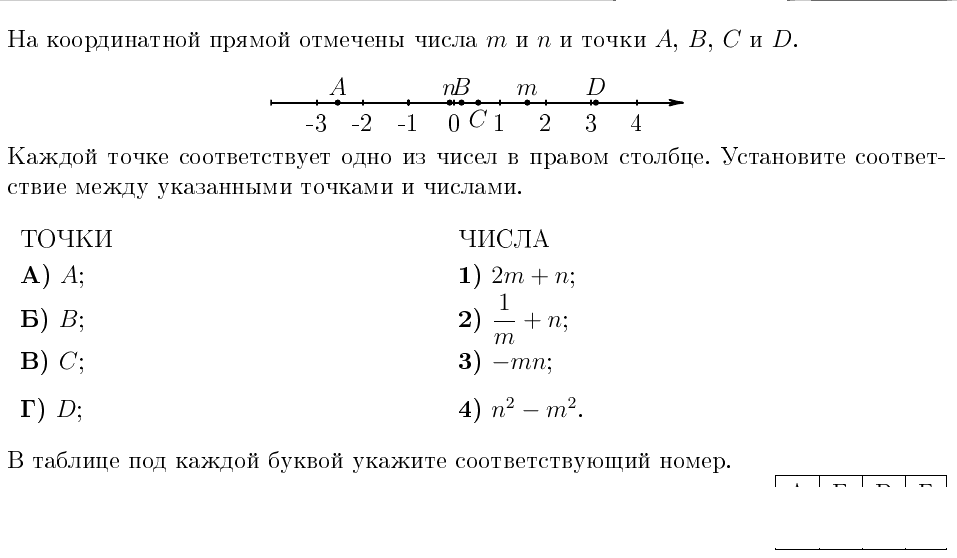 На координатной прямой отмечены числа m и n и точки A, B, C и D.
A n B m D
-3 -2 -1 0 C 1 2 3 4
Каждой точке соответствует одно из чисел в правом столбце. Установите соответ-
ствие между указанными точками и числами.
ТОЧКИ ЧИСЛА
А) A; 1) 2m + n;
Б) B; 2) 1/m + n;
В) C; 3) −mn;
Г) D; 4) n² − m².
В таблице под каждой буквой укажите соответствующий номер.